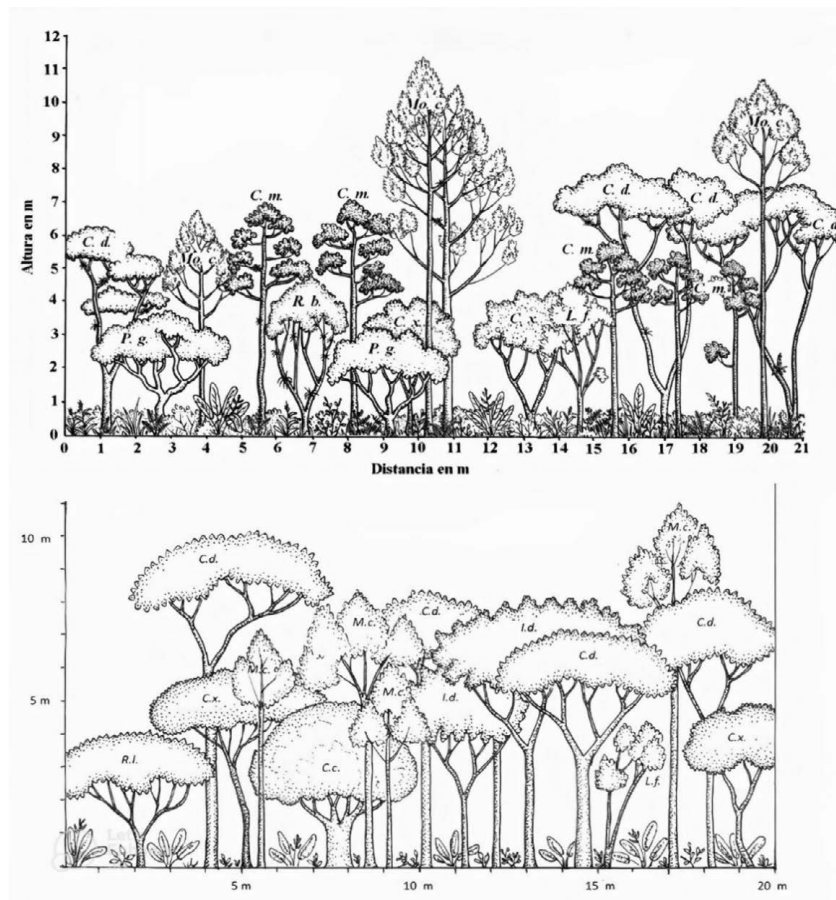 12
11
10
9
8
7
6
5
4
3
2
1
0
Altura en m
Mo. c.
Mo. c.
C. m.
C. m.
C. d.
C. d.
C. d.
C. d.
Mo. c.
C. m.
C. m.
R. b.
C. x.
C. x.
L. f.
P. g.
P. g.
0 1 2 3 4 5 6 7 8 9 10 11 12 13 14 15 16 17 18 19 20 21
Distancia en m
10 m
5 m
C.d.
M.c.
M.c.
C.d.
I.d.
C.d.
C.d.
C.x.
M.c.
I.d.
R.l.
C.c.
L.f.
C.x.
5 m 10 m 15 m 20 m